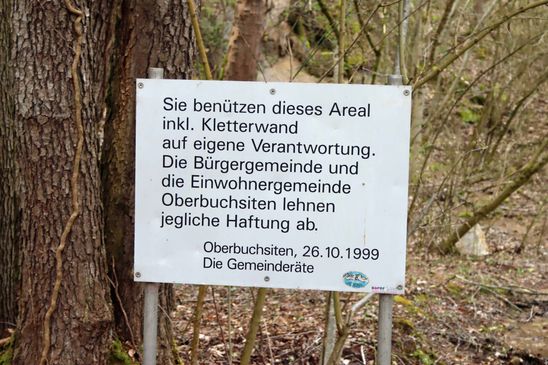 Sie benützen dieses Areal
inkl. Kletterwand
auf eigene Verantwortung.
Die Bürgergemeinde und
die Einwohnergemeinde
Oberbuchsiten lehnen
jegliche Haftung ab.
Oberbuchsiten, 26.10.1999
Die Gemeinderäte